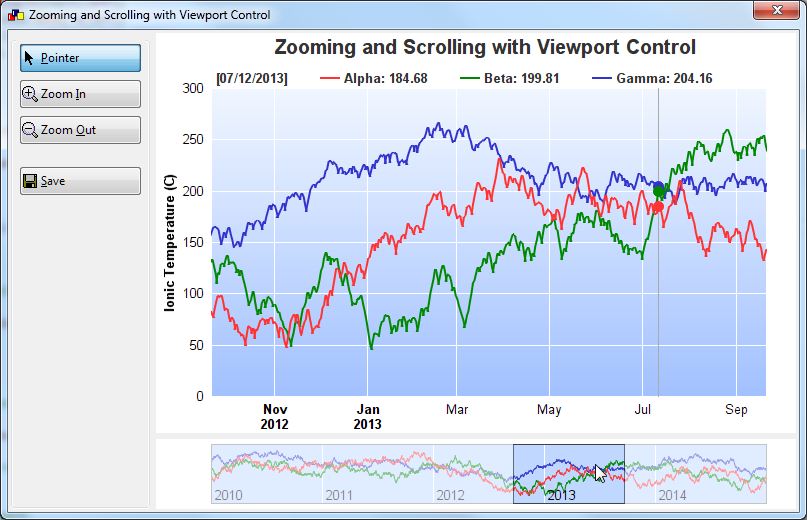 Zooming and Scrolling with Viewport Control
Pointer
Zoom In
Zoom Out
Save
Zooming and Scrolling with Viewport Control
[07/12/2013] Alpha: 184.68 Beta: 199.81 Gamma: 204.16
Ionic Temperature (C)
300
250
200
150
100
50
0
Nov Jan Mar May Jul Sep
2012 2013
2010 2011 2012 2013 2014